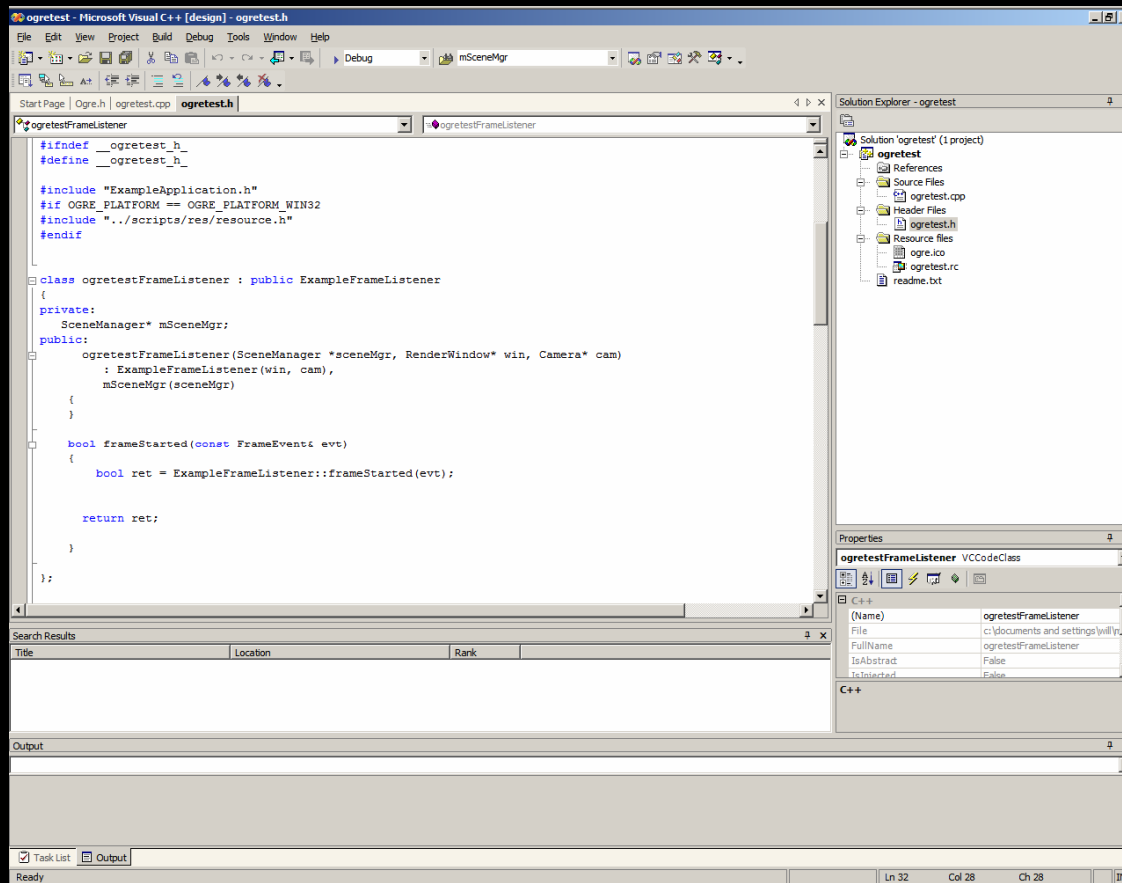 ogretest - Microsoft Visual C++ [design] - ogretest.h
File Edit View Project Build Debug Tools Window Help
Debug mSceneMgr
Start Page Ogre.h ogretest.cpp ogretest.h
ogretestFrameListener ogretestFrameListener
#ifndef __ogretest_h_
#define __ogretest_h_
#include "ExampleApplication.h"
#if OGRE_PLATFORM == OGRE_PLATFORM_WIN32
#include "../scripts/res/resource.h"
#endif
class ogretestFrameListener : public ExampleFrameListener
{
private:
SceneManager* mSceneMgr;
public:
ogretestFrameListener(SceneManager *sceneMgr, RenderWindow* win, Camera* cam)
: ExampleFrameListener(win, cam),
mSceneMgr(sceneMgr)
{
}
bool frameStarted(const FrameEvent& evt)
{
bool ret = ExampleFrameListener::frameStarted(evt);
return ret;
}
};
Solution Explorer - ogretest
Solution 'ogretest' (1 project)
ogretest
References
Source Files
ogretest.cpp
Header Files
ogretest.h
Resource files
ogre.ico
ogretest.rc
readme.txt
Properties
ogretestFrameListener VCCodeClass
C++
(Name) ogretestFrameListener
File c:\documents and settings\will\
FullName ogretestFrameListener
IsAbstract False
IsInjected False
C++
Search Results
Title Location Rank
Output
Task List Output
Ready Ln 32 Col 28 Ch 28